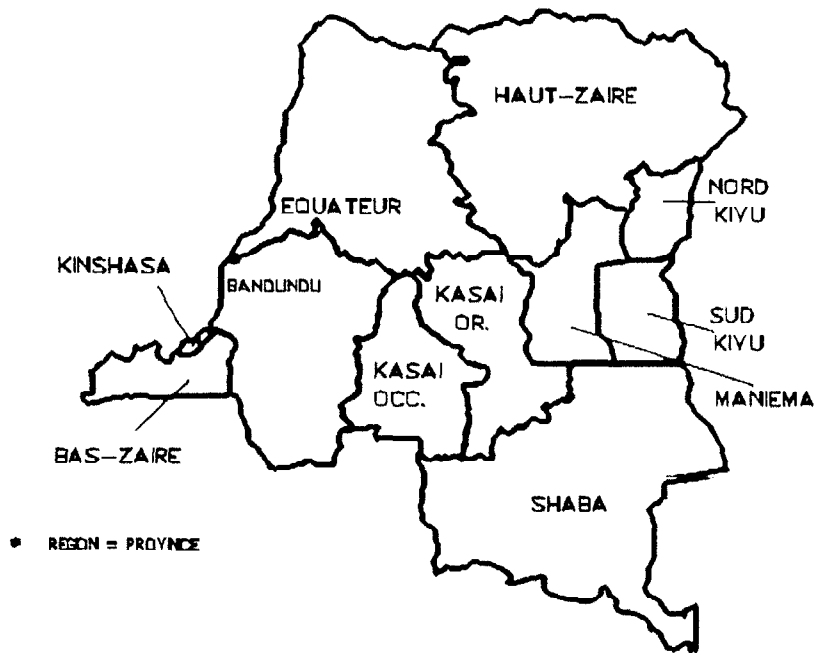 HAUT-ZAIRE
NORD
KIVU
EQUATEUR
KINSHASA
BANDUNDU
KASAI
OR.
SUD
KIVU
KASAI
OCC.
MANIEMA
BAS-ZAIRE
SHABA
* REGION = PROVINCE